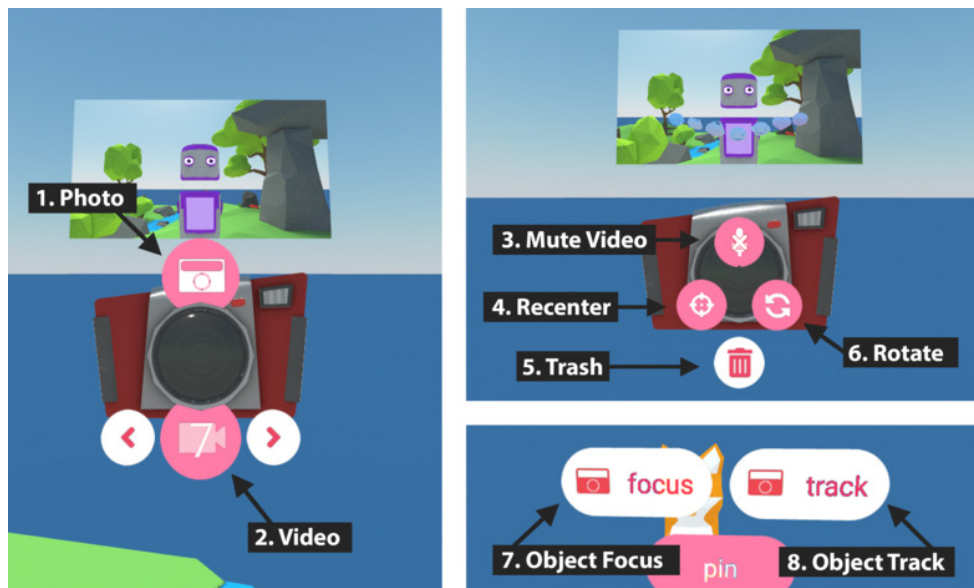 1. Photo
7
2. Video
3. Mute Video
4. Recenter
5. Trash
6. Rotate
focus
track
7. Object Focus
8. Object Track
pin